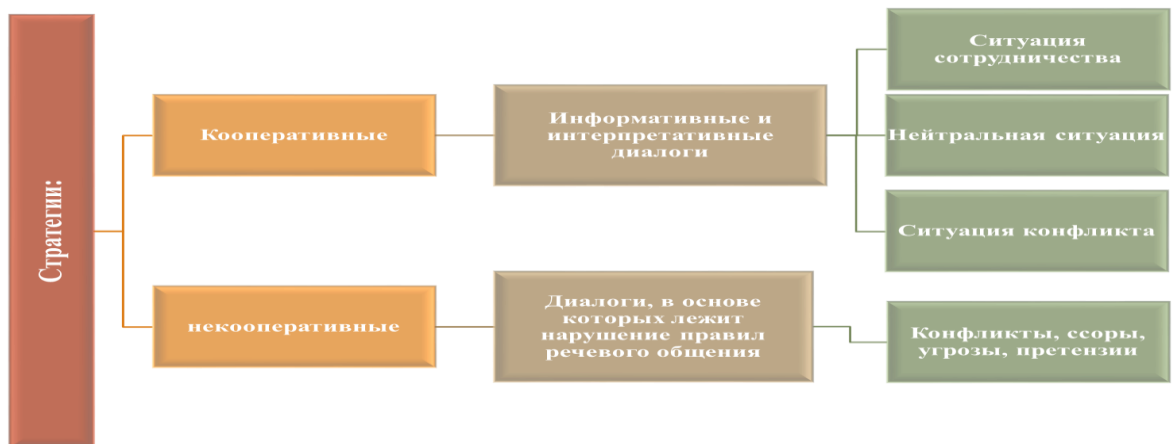 Стратегии:
Кооперативные
Информативные и
интерпретативные
диалоги
Ситуация
сотрудничества
Нейтральная ситуация
Ситуация конфликта
некооперативные
Диалоги, в основе
которых лежит
нарушение правил
речевого общения
Конфликты, ссоры,
угрозы, претензии